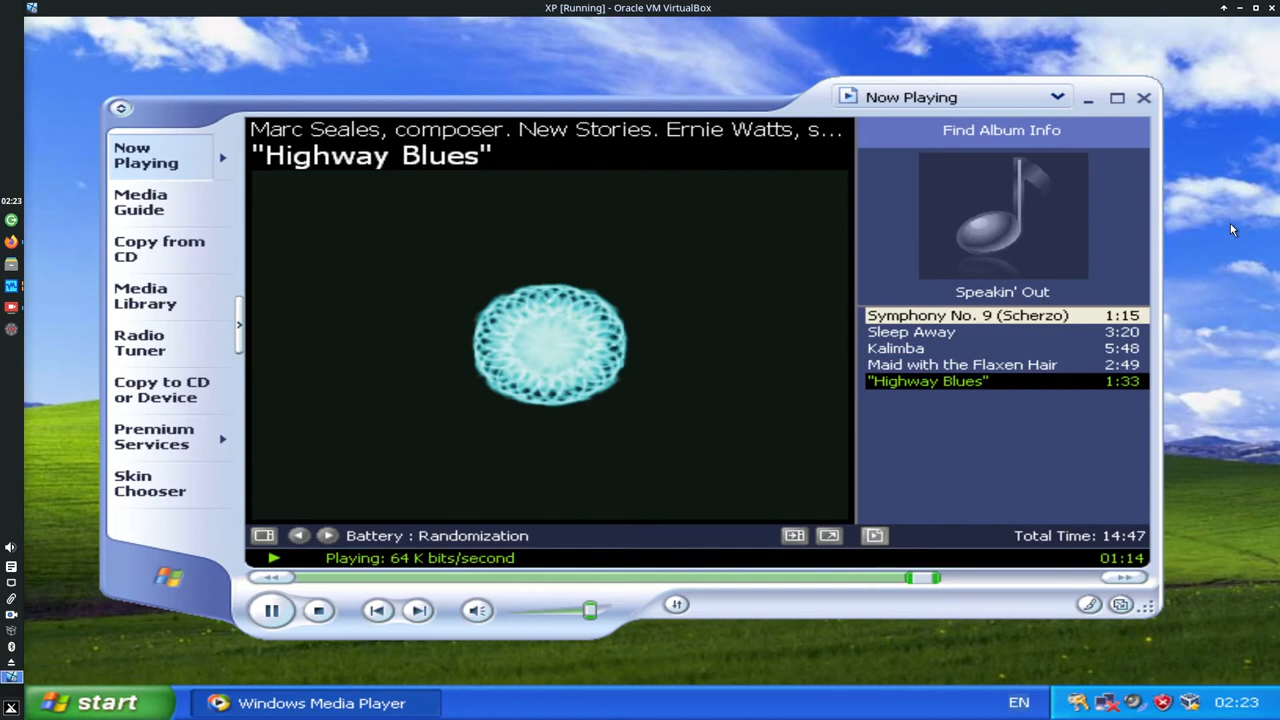 XP [Running] - Oracle VM VirtualBox
Now Playing
Marc Seales, composer. New Stories. Ernie Watts, s...
"Highway Blues"
Find Album Info
Now
Playing
Media
Guide
Copy from
CD
Media
Library
Radio
Tuner
Copy to CD
or Device
Premium
Services
Skin
Chooser
02:23
Speakin' Out
Symphony No. 9 (Scherzo) 1:15
Sleep Away 3:20
Kalimba 5:48
Maid with the Flaxen Hair 2:49
"Highway Blues" 1:33
Battery : Randomization
Total Time: 14:47
Playing: 64 K bits/second
01:14
start
Windows Media Player
EN
02:23